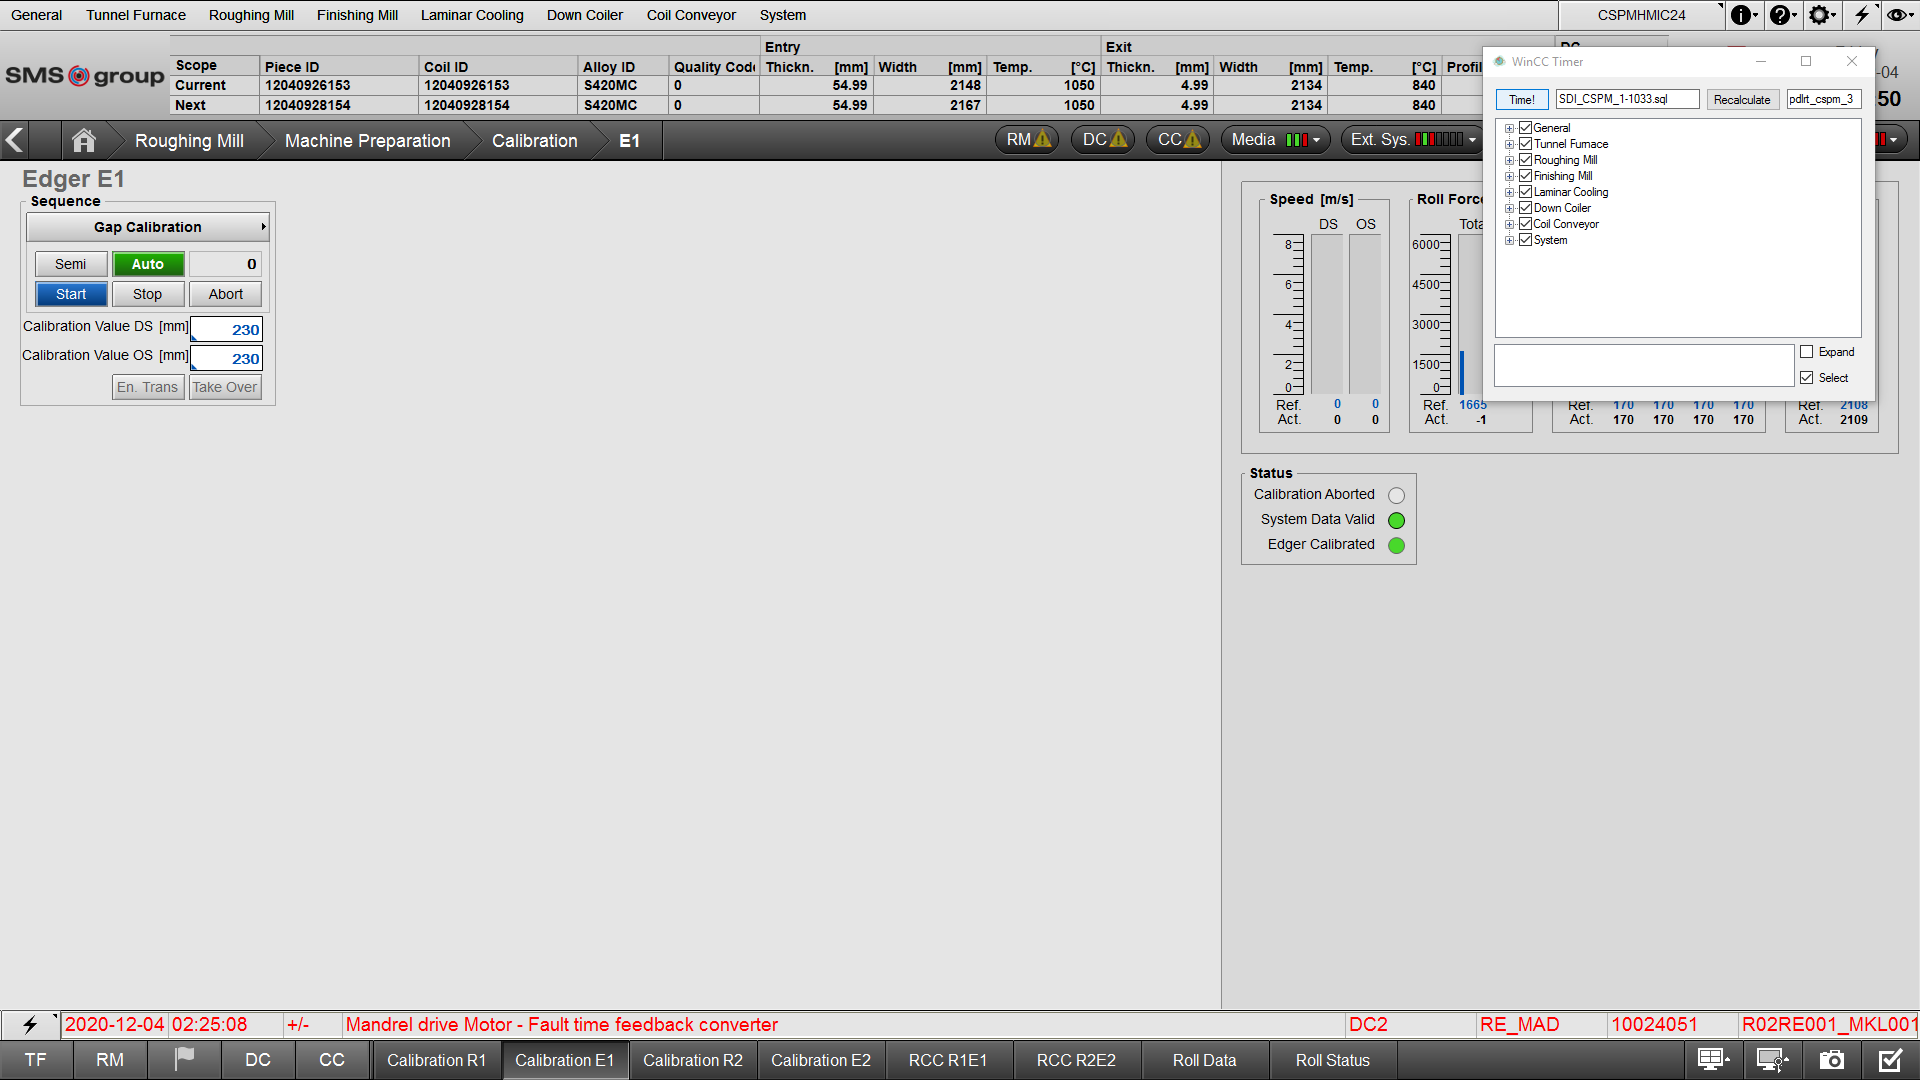 General Tunnel Furnace Roughing Mill Finishing Mill Laminar Cooling Down Coiler Coil Conveyor System CSPMHMIC24
Entry Exit
SMS group
Scope Piece ID Coil ID Alloy ID Quality Code Thickn. [mm] Width [mm] Temp. [°C] Thickn. [mm] Width [mm] Temp. [°C] Profil
Current 12040926153 12040926153 S420MC 0 54.99 2148 1050 4.99 2134 840
Next 12040928154 12040928154 S420MC 0 54.99 2167 1050 4.99 2134 840
-04
50
Roughing Mill Machine Preparation Calibration E1 RM DC CC Media Ext. Sys.
WinCC Timer
Time! SDI_CSPM_1-1033.sql Recalculate pdlrt_cspm_3
General
Tunnel Furnace
Roughing Mill
Finishing Mill
Laminar Cooling
Down Coiler
Coil Conveyor
System
Expand
Select
Edger E1
Sequence
Gap Calibration
Semi Auto 0
Start Stop Abort
Calibration Value DS [mm] 230
Calibration Value OS [mm] 230
En. Trans Take Over
Speed [m/s]
DS OS
8
6
4
2
0
Ref. 0 0
Act. 0 0
Roll Force
Tota
6000
4500
3000
1500
0
Ref. 1665
Act. -1
Ref. 170 170 170 170
Act. 170 170 170 170
Ref. 2108
Act. 2109
Status
Calibration Aborted
System Data Valid
Edger Calibrated
2020-12-04 02:25:08 +/- Mandrel drive Motor - Fault time feedback converter DC2 RE_MAD 10024051 R02RE001_MKL001
TF RM DC CC Calibration R1 Calibration E1 Calibration R2 Calibration E2 RCC R1E1 RCC R2E2 Roll Data Roll Status